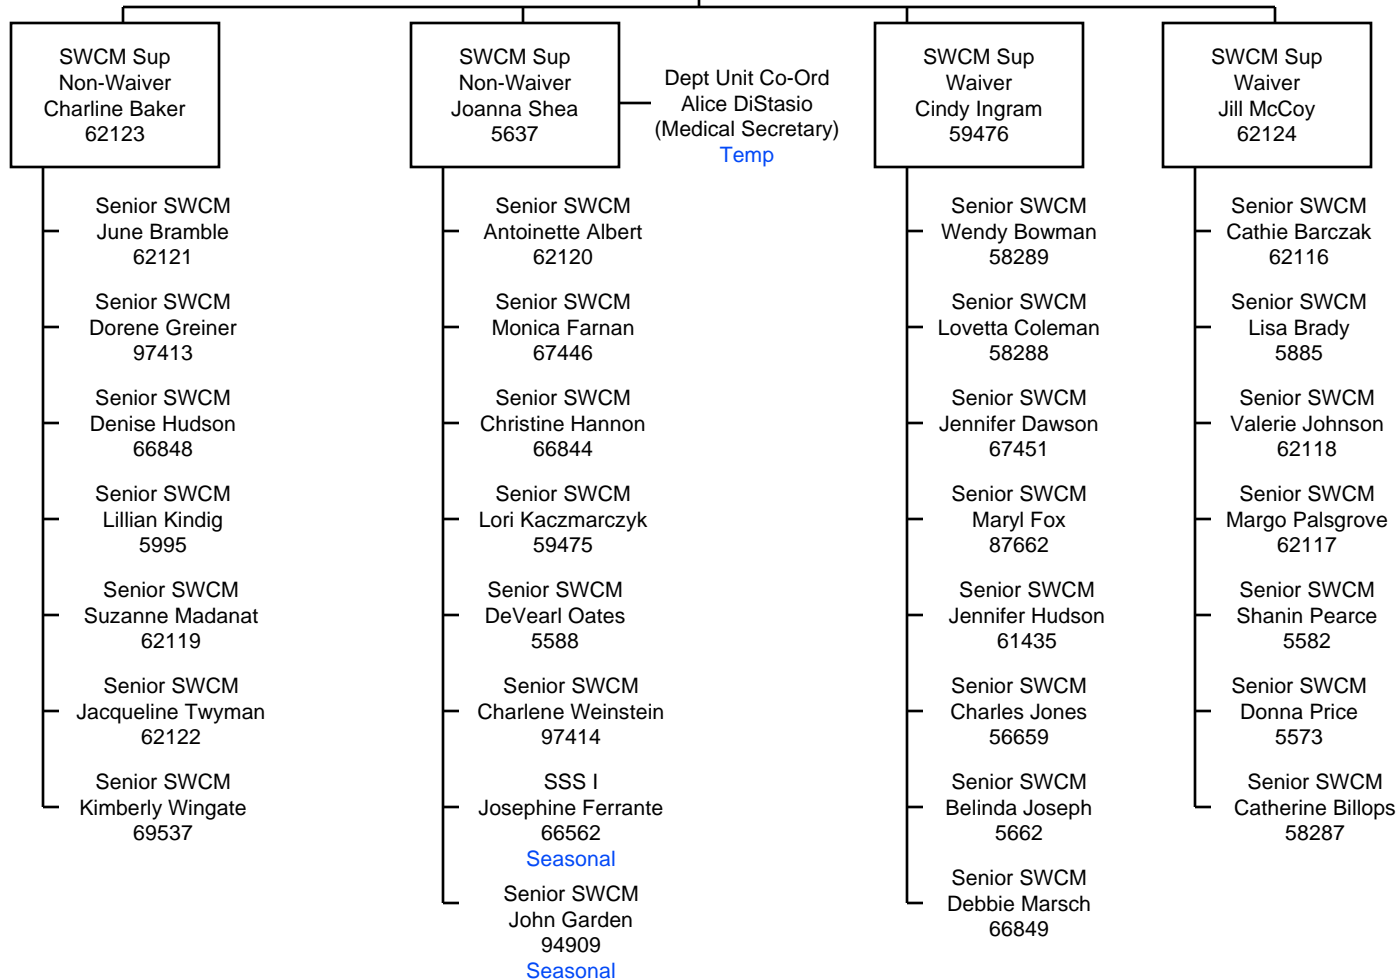 SWCM Sup
Non-Waiver
Charline Baker
62123
Senior SWCM
June Bramble
62121
Senior SWCM
Dorene Greiner
97413
Senior SWCM
Denise Hudson
66848
Senior SWCM
Lillian Kindig
5995
Senior SWCM
Suzanne Madanat
62119
Senior SWCM
Jacqueline Twyman
62122
Senior SWCM
Kimberly Wingate
69537
SWCM Sup
Non-Waiver
Joanna Shea
5637
Dept Unit Co-Ord
Alice DiStasio
(Medical Secretary)
Temp
Senior SWCM
Antoinette Albert
62120
Senior SWCM
Monica Farnan
67446
Senior SWCM
Christine Hannon
66844
Senior SWCM
Lori Kaczmarczyk
59475
Senior SWCM
DeVearl Oates
5588
Senior SWCM
Charlene Weinstein
97414
SSS I
Josephine Ferrante
66562
Seasonal
Senior SWCM
John Garden
94909
Seasonal
SWCM Sup
Waiver
Cindy Ingram
59476
Senior SWCM
Wendy Bowman
58289
Senior SWCM
Lovetta Coleman
58288
Senior SWCM
Jennifer Dawson
67451
Senior SWCM
Maryl Fox
87662
Senior SWCM
Jennifer Hudson
61435
Senior SWCM
Charles Jones
56659
Senior SWCM
Belinda Joseph
5662
Senior SWCM
Debbie Marsch
66849
SWCM Sup
Waiver
Jill McCoy
62124
Senior SWCM
Cathie Barczak
62116
Senior SWCM
Lisa Brady
5885
Senior SWCM
Valerie Johnson
62118
Senior SWCM
Margo Palsgrove
62117
Senior SWCM
Shanin Pearce
5582
Senior SWCM
Donna Price
5573
Senior SWCM
Catherine Billops
58287